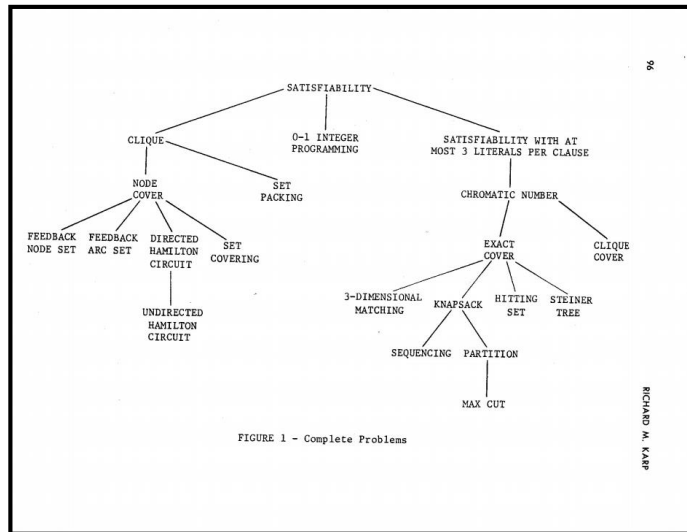 96
SATISFIABILITY
CLIQUE
0-1 INTEGER
PROGRAMMING
SATISFIABILITY WITH AT
MOST 3 LITERALS PER CLAUSE
NODE
COVER
SET
PACKING
CHROMATIC NUMBER
FEEDBACK
NODE SET
FEEDBACK
ARC SET
DIRECTED
HAMILTON
CIRCUIT
SET
COVERING
EXACT
COVER
CLIQUE
COVER
3-DIMENSIONAL
MATCHING
KNAPSACK
HITTING
SET
STEINER
TREE
UNDIRECTED
HAMILTON
CIRCUIT
SEQUENCING
PARTITION
MAX CUT
FIGURE 1 - Complete Problems
RICHARD M. KARP